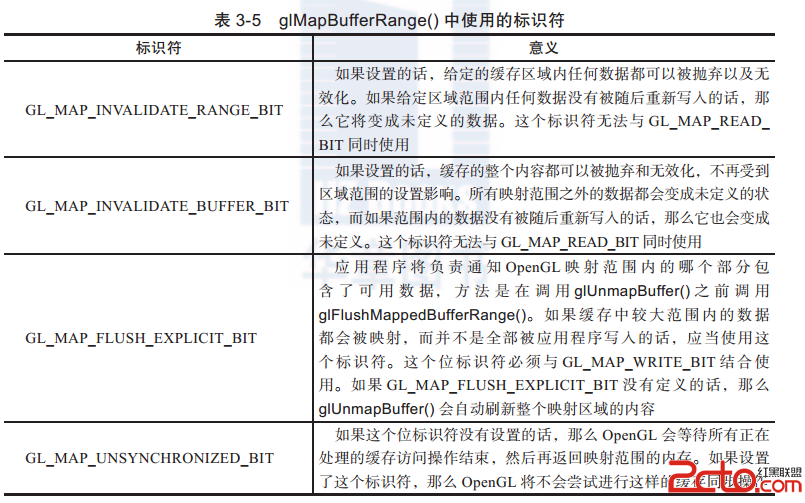 表 3-5 glMapBufferRange() 中使用的标识符
标识符 意义
GL_MAP_INVALIDATE_RANGE_BIT
如果设置的话，给定的缓存区域内任何数据都可以被抛弃以及无
效化。如果给定区域范围内任何数据没有被随后重新写入的话，那
么它将变成未定义的数据。这个标识符无法与 GL_MAP_READ_
BIT 同时使用
GL_MAP_INVALIDATE_BUFFER_BIT
如果设置的话，缓存的整个内容都可以被抛弃和无效化，不再受到
区域范围的设置影响。所有映射范围之外的数据都会变成未定义的状
态，而如果范围内的数据没有被随后重新写入的话，那么它也会变成
未定义。这个标识符无法与 GL_MAP_READ_BIT 同时使用
GL_MAP_FLUSH_EXPLICIT_BIT
应用程序将负责通知 OpenGL 映射范围内的哪个部分包
含了可用数据，方法是在调用 glUnmapBuffer() 之前调用
glFlushMappedBufferRange()。如果缓存中较大范围内的数据
都会被映射，而并不是全部被应用程序写入的话，应当使用这
个标识符。这个位标识符必须与 GL_MAP_WRITE_BIT 结合使
用。如果 GL_MAP_FLUSH_EXPLICIT_BIT 没有定义的话，那么
glUnmapBuffer() 会自动刷新整个映射区域的内容
GL_MAP_UNSYNCHRONIZED_BIT
如果这个位标识符没有设置的话，那么 OpenGL 会等待所有正在
处理的缓存访问操作结束，然后再返回映射范围的内存。如果设置
了这个标识符，那么 OpenGL 将不会尝试进行这样的缓存同步操作
2cto.com
红黑联盟